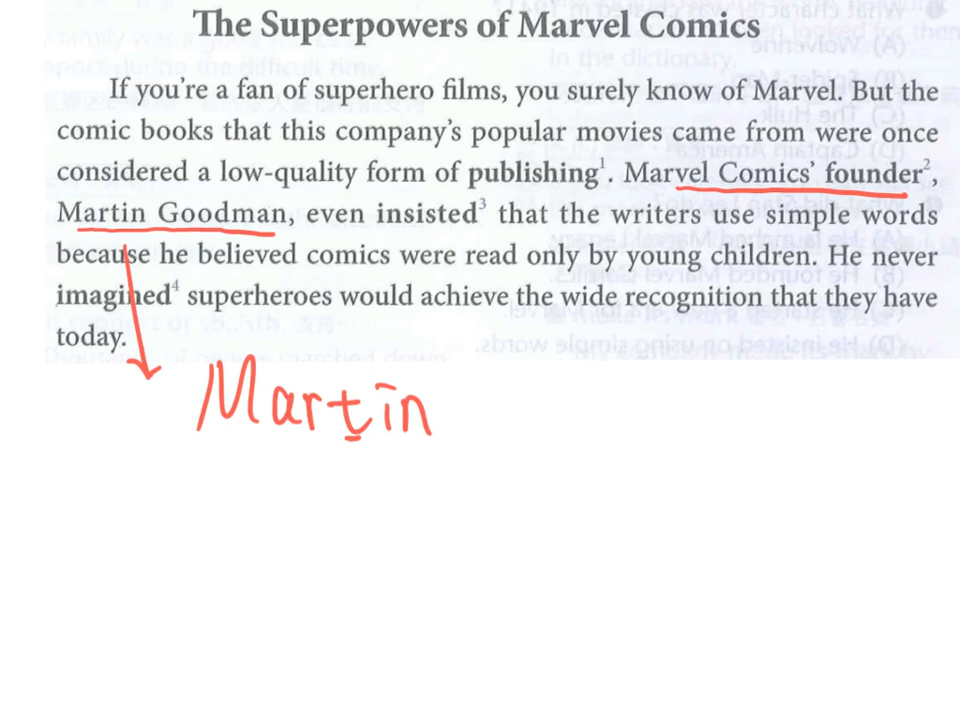 The Superpowers of Marvel Comics
If you're a fan of superhero films, you surely know of Marvel. But the
comic books that this company's popular movies came from were once
considered a low-quality form of publishing¹. Marvel Comics' founder²,
Martin Goodman, even insisted³ that the writers use simple words
because he believed comics were read only by young children. He never
imagined⁴ superheroes would achieve the wide recognition that they have
today.
Martin